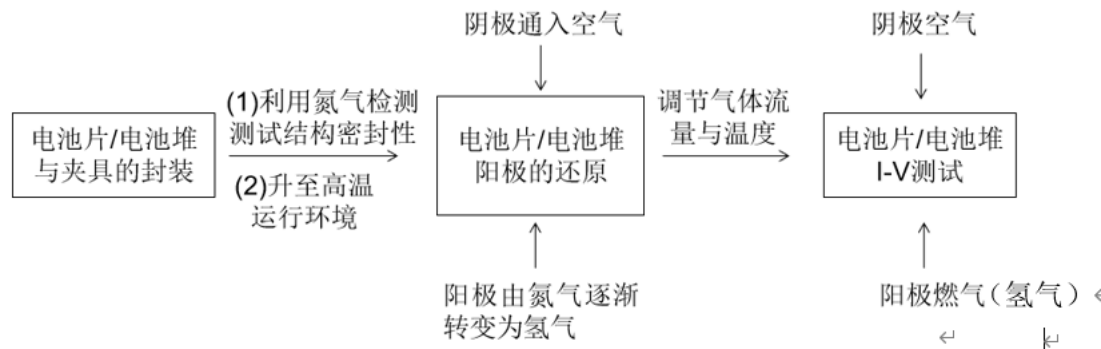 阴极通入空气
阴极空气
(1)利用氮气检测
测试结构密封性
(2)升至高温
运行环境
电池片/电池堆
与夹具的封装
电池片/电池堆
阳极的还原
调节气体流
量与温度
电池片/电池堆
I-V测试
阳极由氮气逐渐
转变为氢气
阳极燃气（氢气）